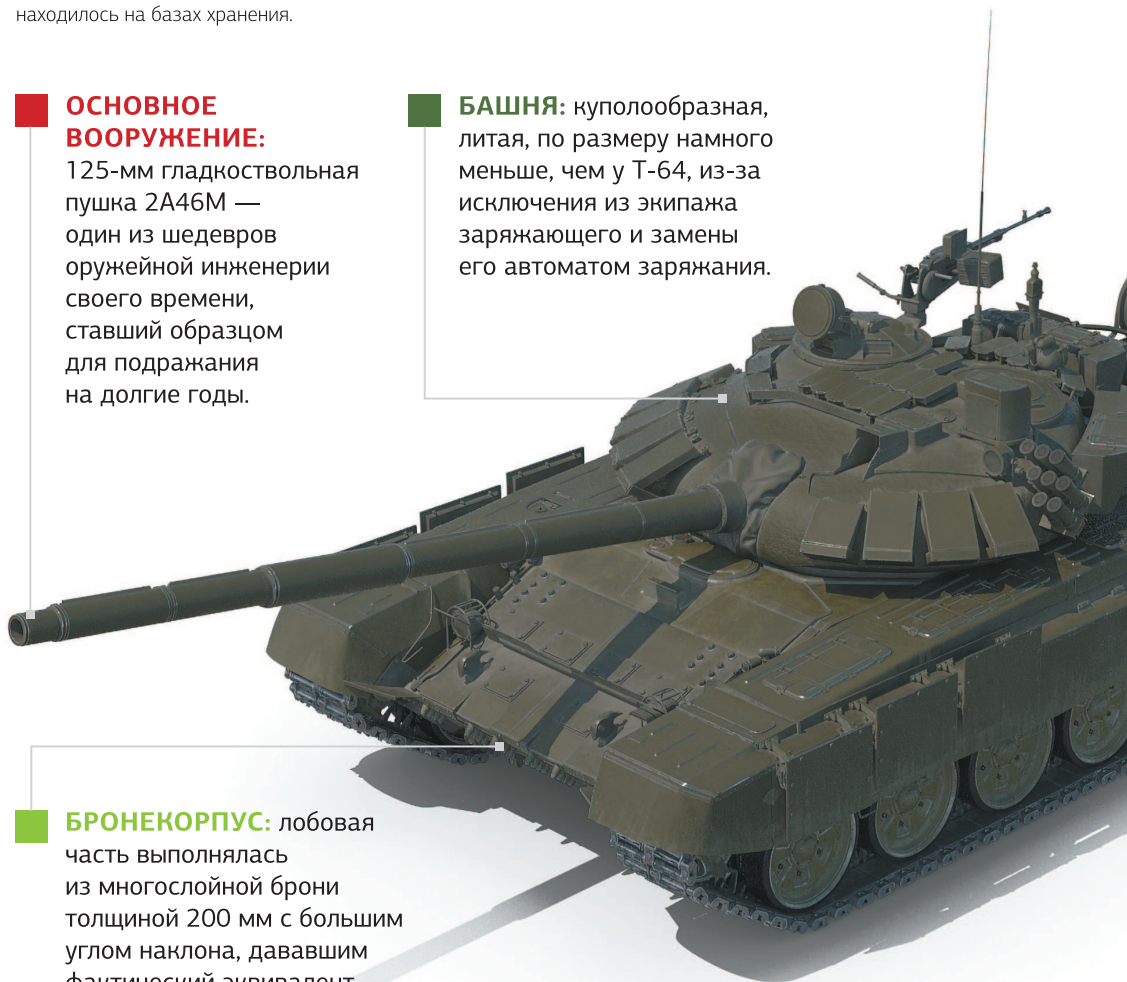 находилось на базах хранения.
ОСНОВНОЕ
ВООРУЖЕНИЕ:
125-мм гладкоствольная
пушка 2А46М —
один из шедевров
оружейной инженерии
своего времени,
ставший образцом
для подражания
на долгие годы.
БАШНЯ: куполообразная,
литая, по размеру намного
меньше, чем у Т-64, из-за
исключения из экипажа
заряжающего и замены
его автоматом заряжания.
БРОНЕКОРПУС: лобовая
часть выполнялась
из многослойной брони
толщиной 200 мм с большим
углом наклона, дававшим
фактический эквивалент